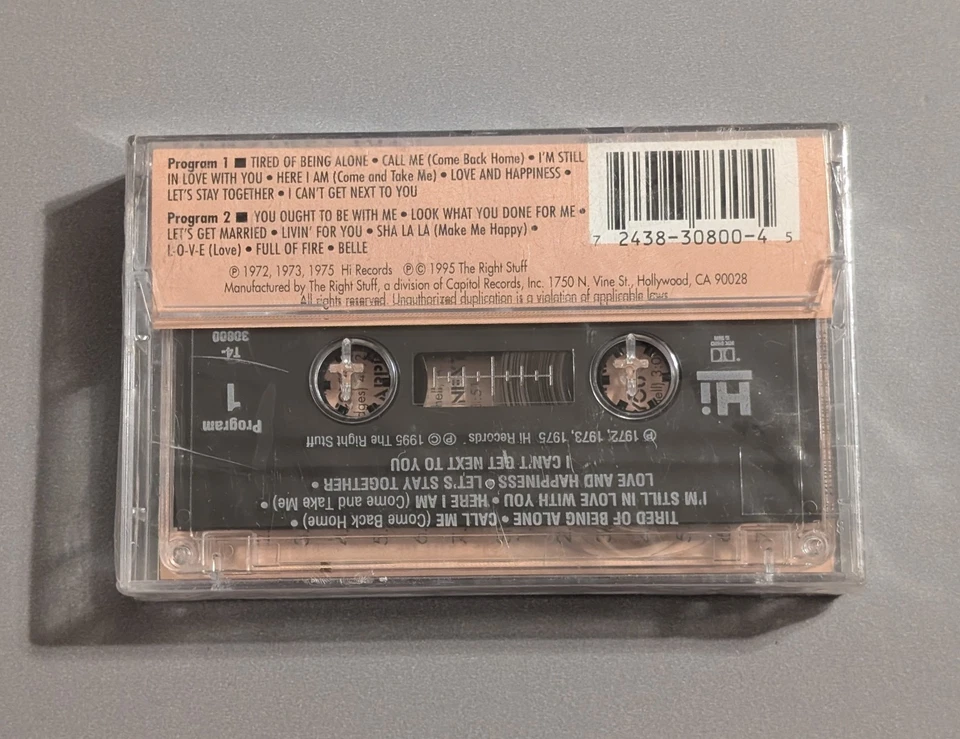 Program 1 ■ TIRED OF BEING ALONE • CALL ME (Come Back Home) • I'M STILL
IN LOVE WITH YOU • HERE I AM (Come and Take Me) • LOVE AND HAPPINESS •
LET'S STAY TOGETHER • I CAN'T GET NEXT TO YOU
Program 2 ■ YOU OUGHT TO BE WITH ME • LOOK WHAT YOU DONE FOR ME •
LET'S GET MARRIED • LIVIN' FOR YOU • SHA LA LA (Make Me Happy) •
L-O-V-E (Love) • FULL OF FIRE • BELLE
7 2438-30800-4 5
℗ 1972, 1973, 1975 Hi Records ℗© 1995 The Right Stuff
Manufactured by The Right Stuff, a division of Capitol Records, Inc. 1750 N. Vine St., Hollywood, CA 90028
All rights reserved. Unauthorized duplication is a violation of applicable laws.
TIRED OF BEING ALONE • CALL ME (Come Back Home) •
I'M STILL IN LOVE WITH YOU • HERE I AM (Come and Take Me) •
LOVE AND HAPPINESS • LET'S STAY TOGETHER •
I CAN'T GET NEXT TO YOU
℗ 1972, 1973, 1975 Hi Records ℗© 1995 The Right Stuff
Hi
Program
1
T4-
30800